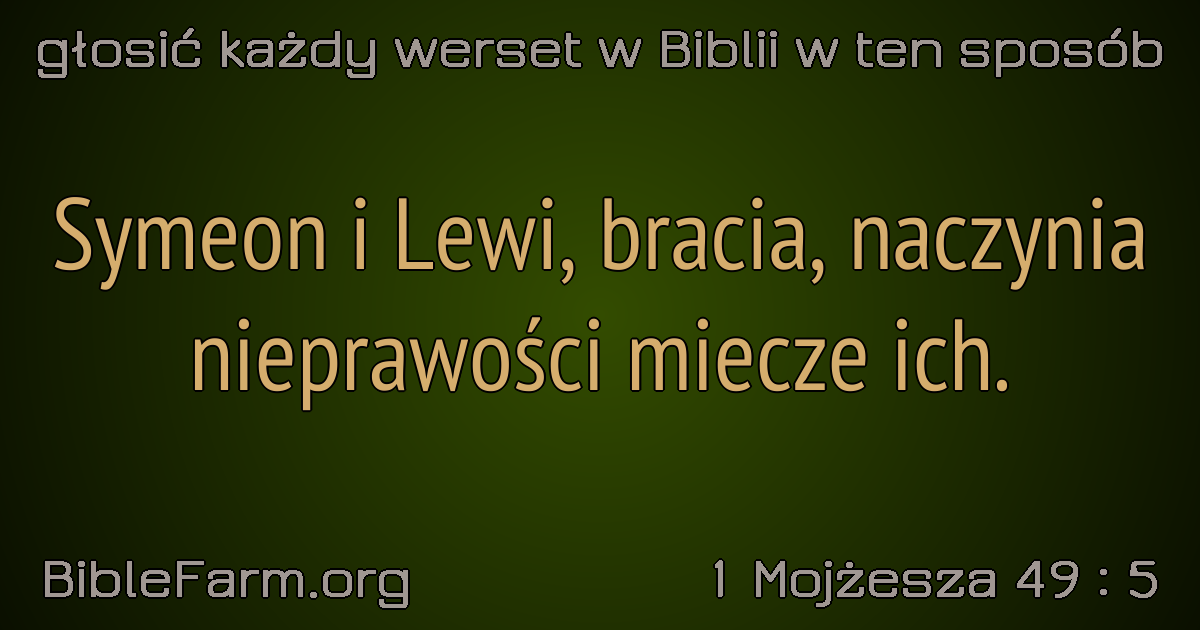 głosić każdy werset w Biblii w ten sposób
Symeon i Lewi, bracia, naczynia
nieprawości miecze ich.
BibleFarm.org
1 Mojżesza 49 : 5